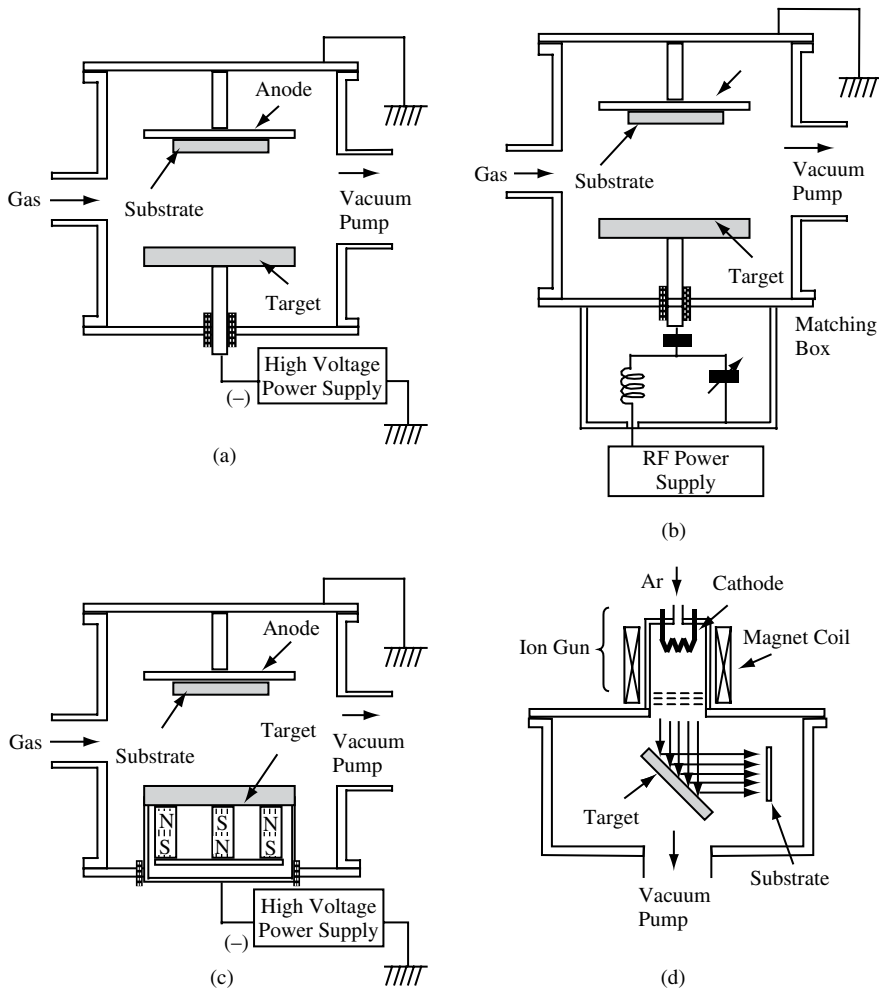 Anode
Gas
Substrate
Vacuum
Pump
Target
High Voltage
Power Supply
(–)
(a)
Gas
Substrate
Vacuum
Pump
Target
Matching
Box
RF Power
Supply
(b)
Anode
Gas
Substrate
Target
Vacuum
Pump
N S N
S N S
High Voltage
Power Supply
(–)
(c)
Ar
Cathode
Ion Gun
Magnet Coil
Target
Substrate
Vacuum
Pump
(d)